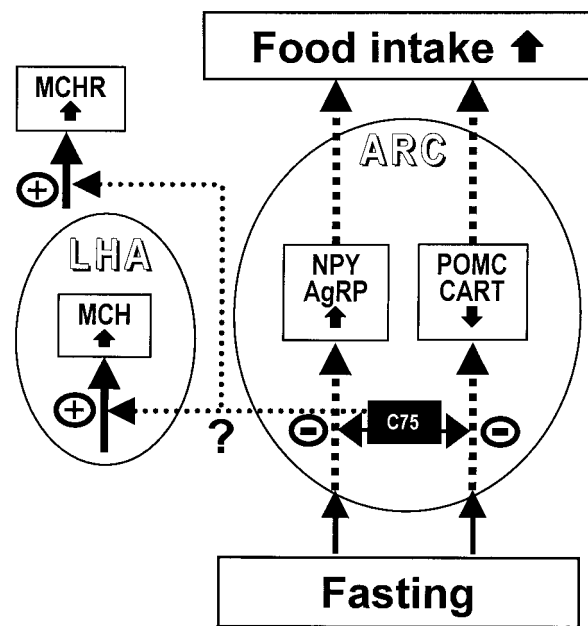 Food intake ⬆
MCHR
⬆
ARC
+
LHA
NPY
AgRP
⬆
POMC
CART
⬇
MCH
⬆
+
?
−
C75
−
Fasting